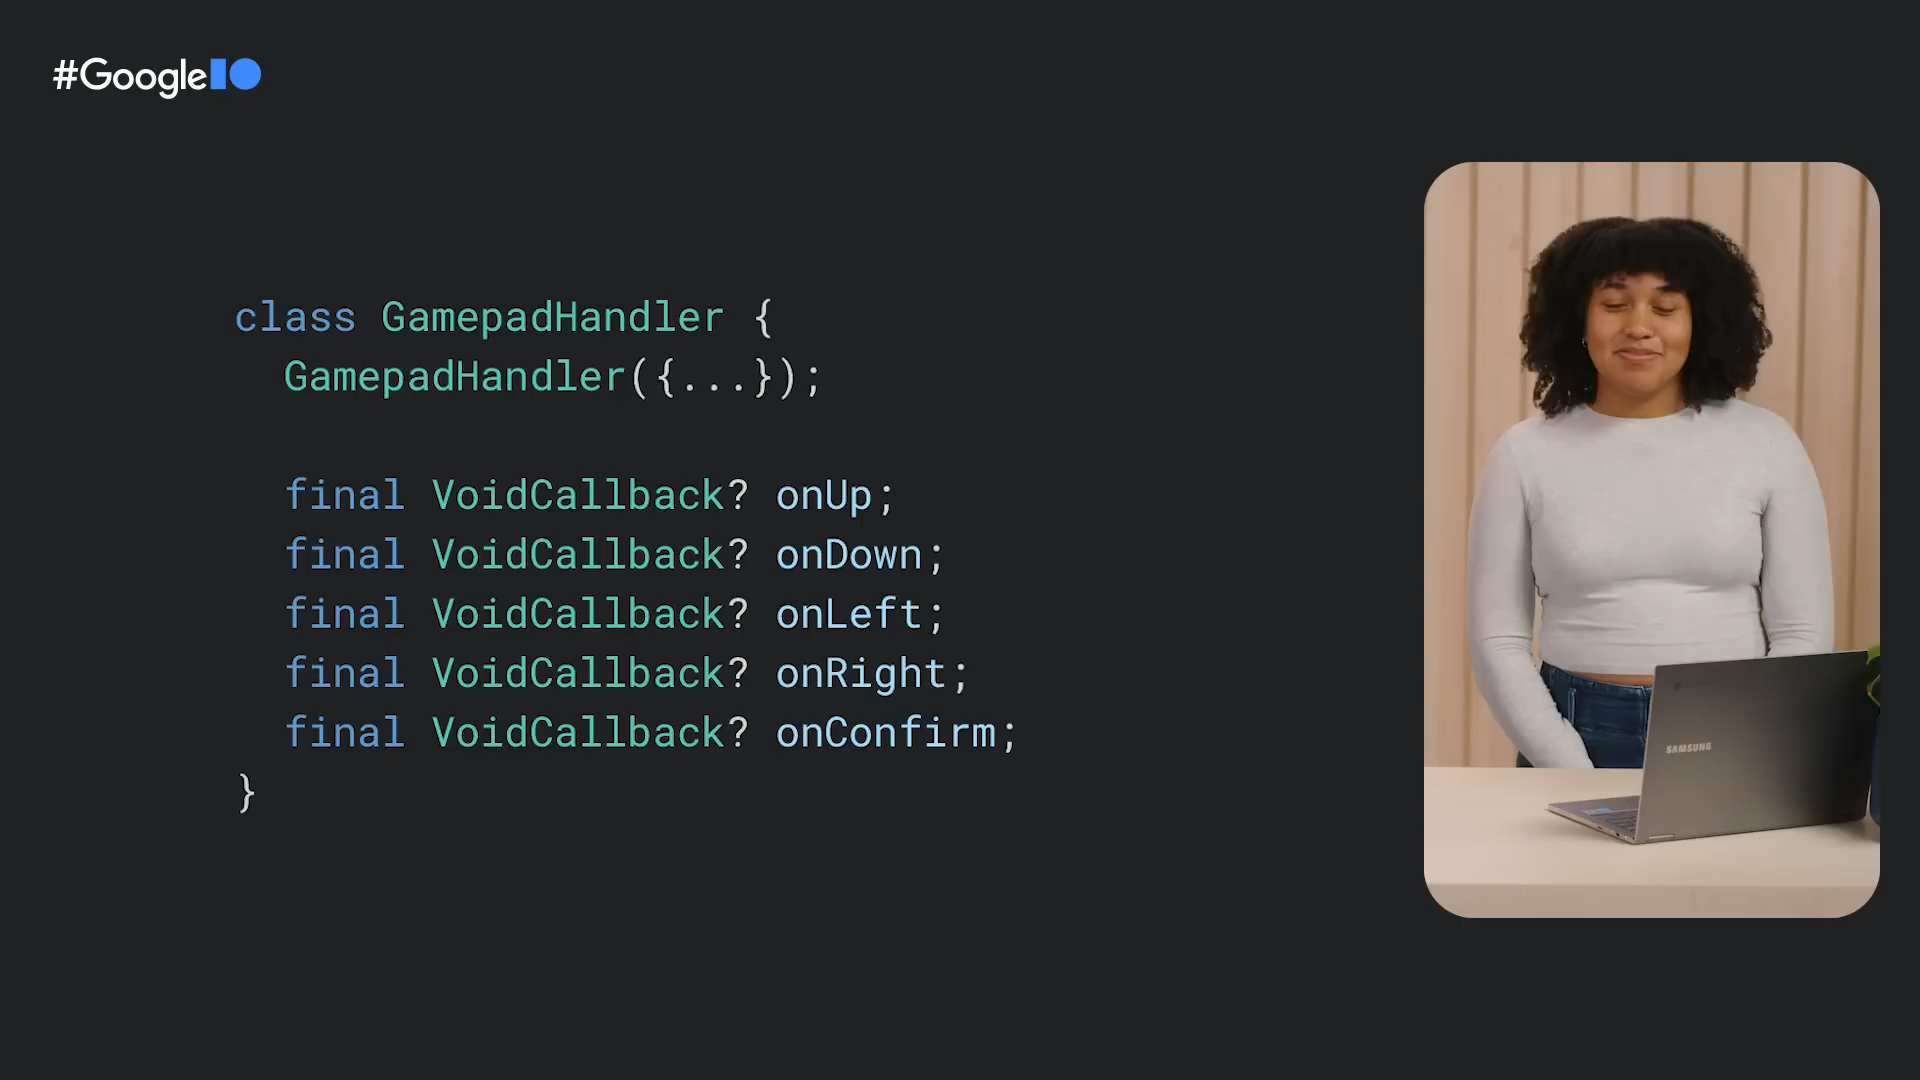 #GoogleIO
class GamepadHandler {
GamepadHandler({...});
final VoidCallback? onUp;
final VoidCallback? onDown;
final VoidCallback? onLeft;
final VoidCallback? onRight;
final VoidCallback? onConfirm;
}
SAMSUNG